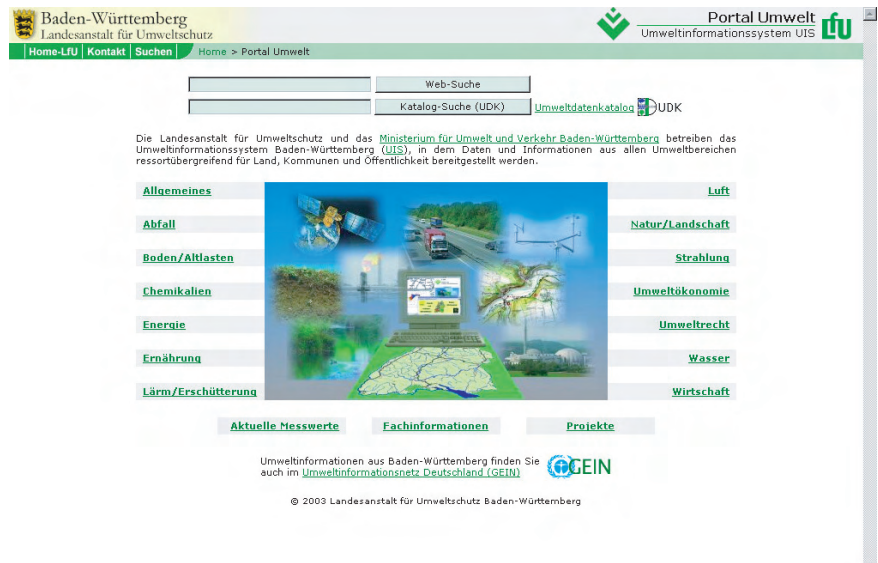 Baden-Württemberg
Landesanstalt für Umweltschutz
Portal Umwelt
Umweltinformationssystem UIS
LfU
Home-LfU Kontakt Suchen Home > Portal Umwelt
Web-Suche
Katalog-Suche (UDK) Umweltdatenkatalog UDK
Die Landesanstalt für Umweltschutz und das Ministerium für Umwelt und Verkehr Baden-Württemberg betreiben das
Umweltinformationssystem Baden-Württemberg (UIS), in dem Daten und Informationen aus allen Umweltbereichen
ressortübergreifend für Land, Kommunen und Öffentlichkeit bereitgestellt werden.
Allgemeines Luft
Abfall Natur/Landschaft
Boden/Altlasten Strahlung
Chemikalien Umweltökonomie
Energie Umweltrecht
Ernährung Wasser
Lärm/Erschütterung Wirtschaft
Aktuelle Messwerte Fachinformationen Projekte
Umweltinformationen aus Baden-Württemberg finden Sie
auch im Umweltinformationsnetz Deutschland (GEIN)
GEIN
© 2003 Landesanstalt für Umweltschutz Baden-Württemberg